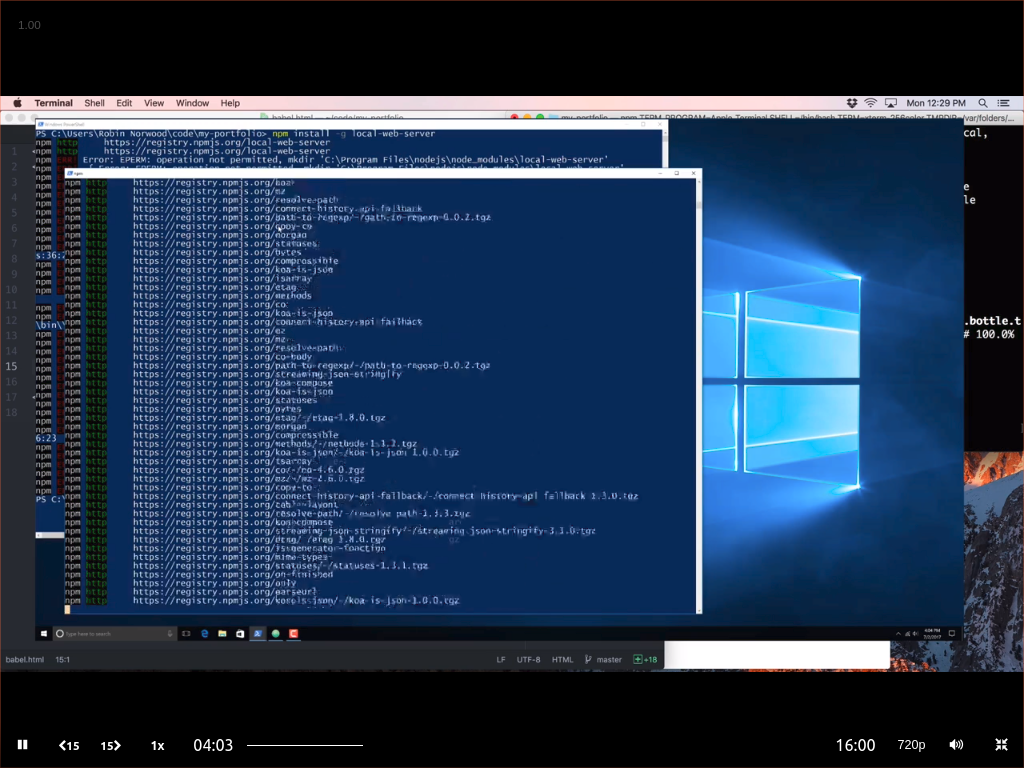 1.00
Terminal Shell Edit View Window Help
Mon 12:29 PM
babel.html — ~/code/my-portfolio
Windows PowerShell
PS C:\Users\Robin Norwood\code\my-portfolio> npm install -g local-web-server
npm http https://registry.npmjs.org/local-web-server
npm http https://registry.npmjs.org/local-web-server
Error: EPERM: operation not permitted, mkdir 'C:\Program Files\nodejs\node_modules\local-web-server'
npm
npm http https://registry.npmjs.org/koa
npm http https://registry.npmjs.org/mz
npm http https://registry.npmjs.org/resolve-path
npm http https://registry.npmjs.org/connect-history-api-fallback
npm http https://registry.npmjs.org/path-to-regexp/-/path-to-regexp-0.0.2.tgz
npm http https://registry.npmjs.org/copy-to
npm http https://registry.npmjs.org/morgan
npm http https://registry.npmjs.org/statuses
npm http https://registry.npmjs.org/bytes
npm http https://registry.npmjs.org/compressible
npm http https://registry.npmjs.org/koa-is-json
npm http https://registry.npmjs.org/isarray
npm http https://registry.npmjs.org/etag
npm http https://registry.npmjs.org/methods
npm http https://registry.npmjs.org/co
npm http https://registry.npmjs.org/koa-is-json
npm http https://registry.npmjs.org/connect-history-api-fallback
npm http https://registry.npmjs.org/mz
npm http https://registry.npmjs.org/resolve-path
npm http https://registry.npmjs.org/co-body
npm http https://registry.npmjs.org/path-to-regexp/-/path-to-regexp-0.0.2.tgz
npm http https://registry.npmjs.org/streaming-json-stringify
npm http https://registry.npmjs.org/koa-compose
npm http https://registry.npmjs.org/koa-is-json
npm http https://registry.npmjs.org/statuses
npm http https://registry.npmjs.org/bytes
npm http https://registry.npmjs.org/etag/-/etag-1.8.0.tgz
npm http https://registry.npmjs.org/morgan
npm http https://registry.npmjs.org/compressible
npm http https://registry.npmjs.org/methods/-/methods-1.1.2.tgz
npm http https://registry.npmjs.org/koa-is-json/-/koa-is-json-1.0.0.tgz
npm http https://registry.npmjs.org/isarray
npm http https://registry.npmjs.org/co/-/co-4.6.0.tgz
npm http https://registry.npmjs.org/mz/-/mz-2.6.0.tgz
npm http https://registry.npmjs.org/copy-to
npm http https://registry.npmjs.org/connect-history-api-fallback/-/connect-history-api-fallback-1.3.0.tgz
npm http https://registry.npmjs.org/table-layout
npm http https://registry.npmjs.org/resolve-path/-/resolve-path-1.3.3.tgz
npm http https://registry.npmjs.org/koa-compose
npm http https://registry.npmjs.org/streaming-json-stringify/-/streaming-json-stringify-3.1.0.tgz
npm http https://registry.npmjs.org/etag/-/etag-1.8.0.tgz
npm http https://registry.npmjs.org/is-generator-function
npm http https://registry.npmjs.org/mime-types
npm http https://registry.npmjs.org/statuses/-/statuses-1.3.1.tgz
npm http https://registry.npmjs.org/on-finished
npm http https://registry.npmjs.org/only
npm http https://registry.npmjs.org/parseurl
npm http https://registry.npmjs.org/koa-is-json/-/koa-is-json-1.0.0.tgz
1
2
3
4
5
6
7
8
9
10
11
12
13
14
15
16
17
18
s:36:
\bin\
6:23
PS C:\
cal,
e
le
.bottle.t
# 100.0%
Type here to search
babel.html 15:1
LF UTF-8 HTML master +18
15 15 1x 04:03
16:00 720p